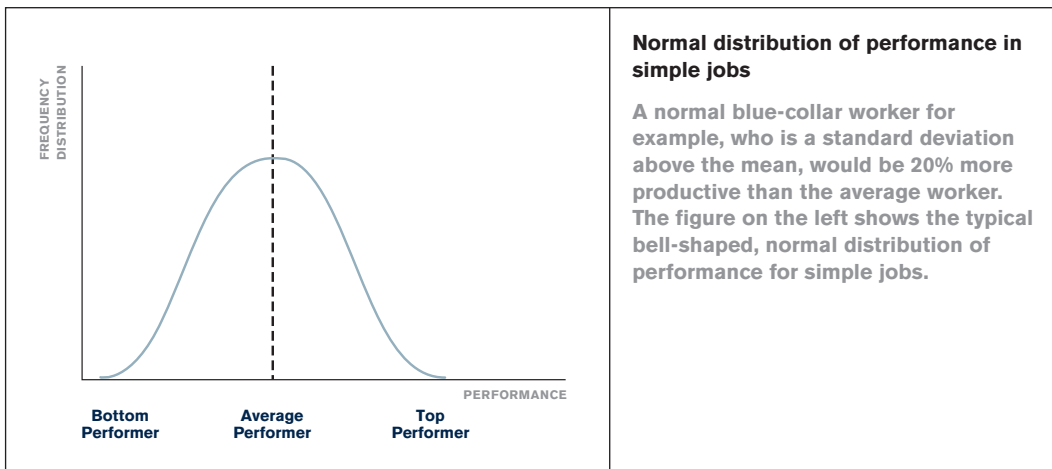 FREQUENCY
DISTRIBUTION
PERFORMANCE
Bottom
Performer
Average
Performer
Top
Performer
Normal distribution of performance in
simple jobs
A normal blue-collar worker for
example, who is a standard deviation
above the mean, would be 20% more
productive than the average worker.
The figure on the left shows the typical
bell-shaped, normal distribution of
performance for simple jobs.